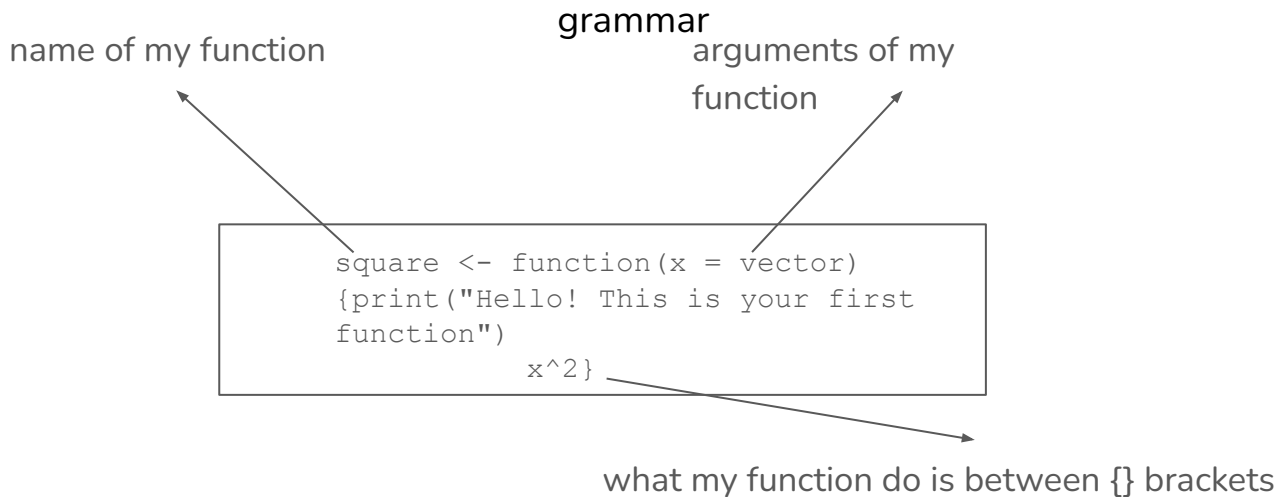 grammar
name of my function
arguments of my
function
square <- function(x = vector)
{print("Hello! This is your first
function")
x^2}
what my function do is between {} brackets